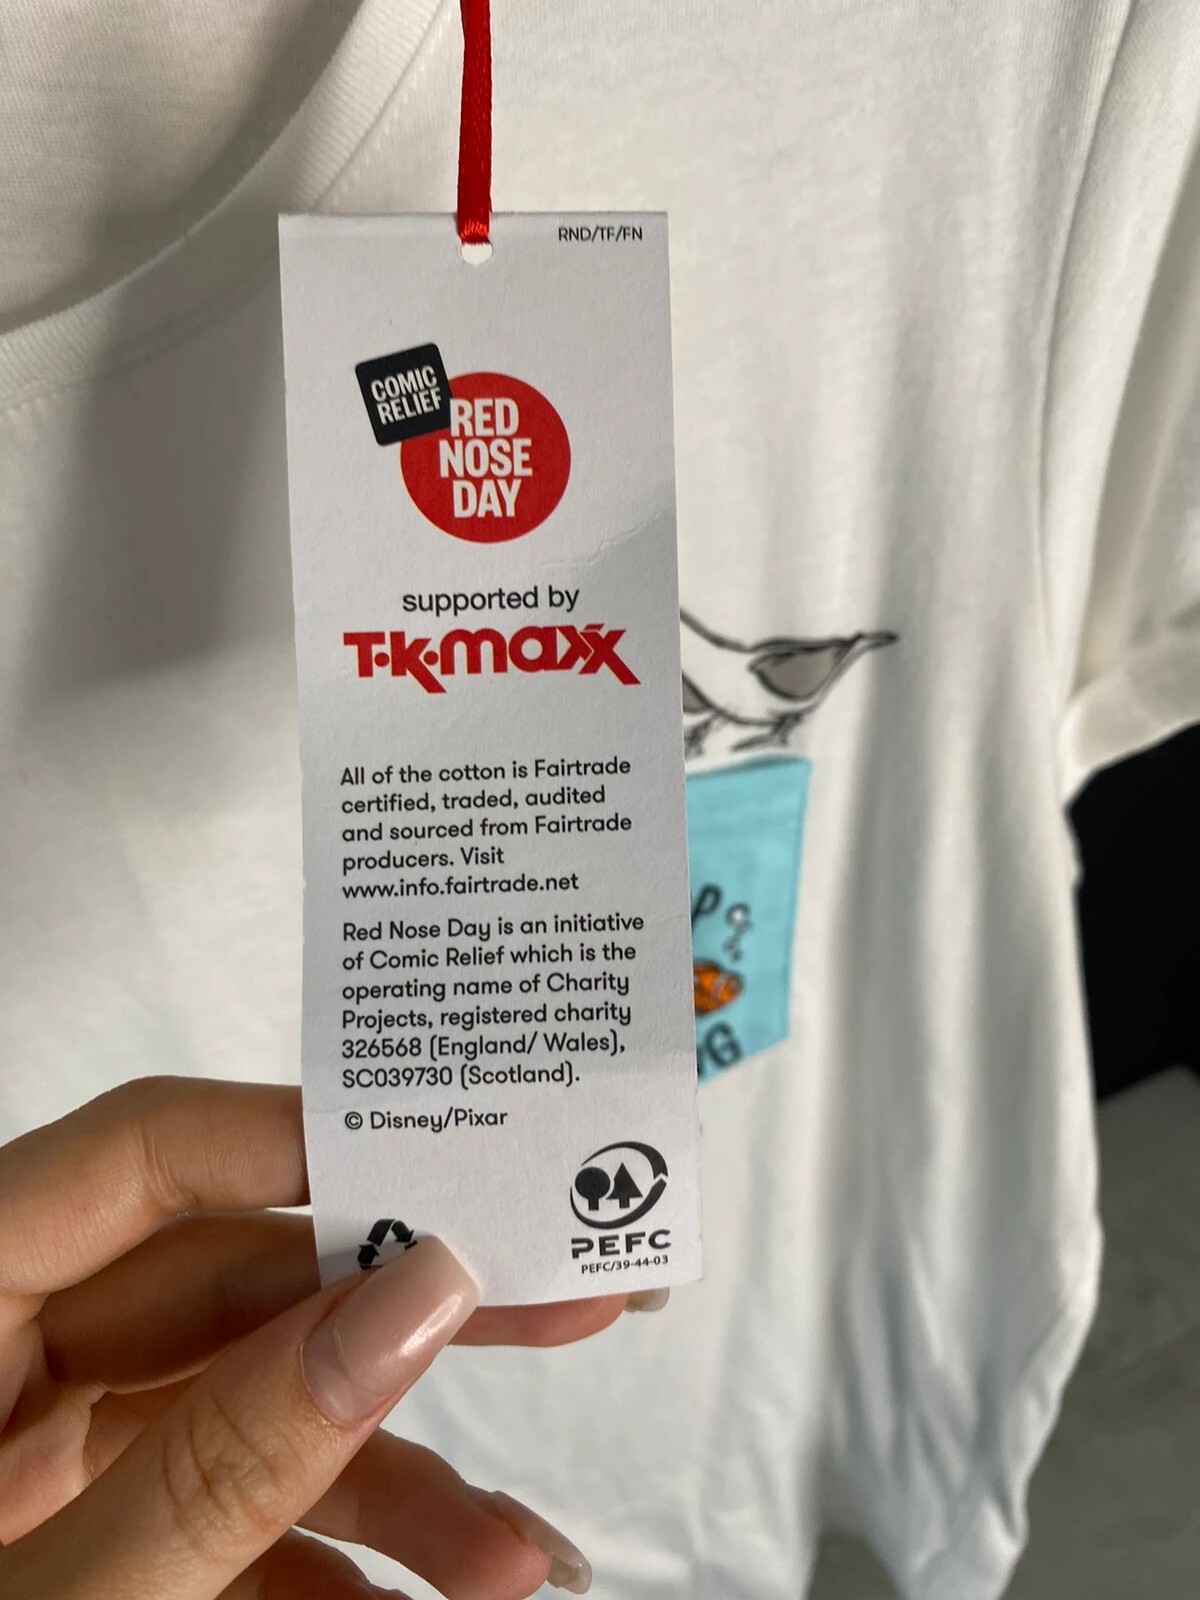 RND/TF/FN
COMIC
RELIEF
RED
NOSE
DAY
supported by
T·K·maxx
All of the cotton is Fairtrade
certified, traded, audited
and sourced from Fairtrade
producers. Visit
www.info.fairtrade.net
Red Nose Day is an initiative
of Comic Relief which is the
operating name of Charity
Projects, registered charity
326568 (England/ Wales),
SC039730 (Scotland).
© Disney/Pixar
PEFC
PEFC/39-44-03